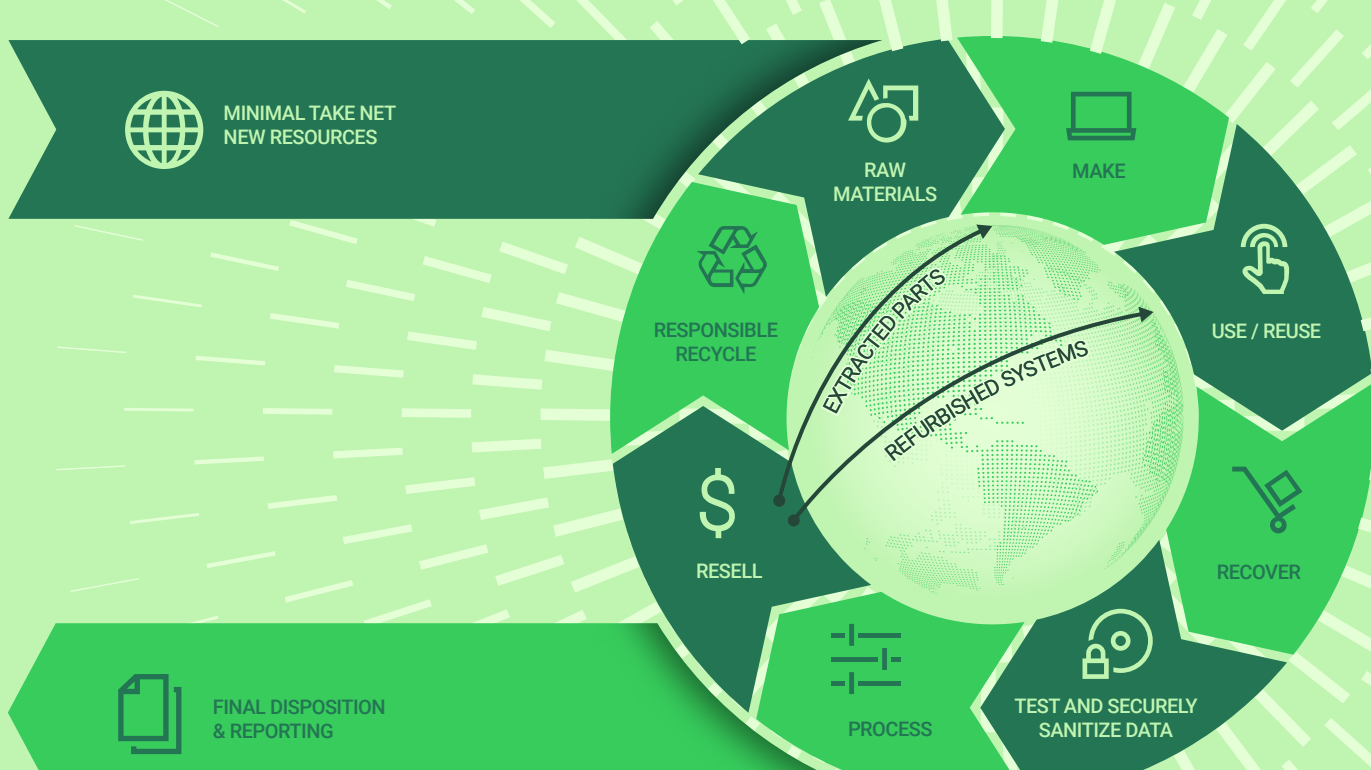 MINIMAL TAKE NET
NEW RESOURCES
RAW
MATERIALS
MAKE
USE / REUSE
RECOVER
TEST AND SECURELY
SANITIZE DATA
PROCESS
RESELL
RESPONSIBLE
RECYCLE
EXTRACTED PARTS
REFURBISHED SYSTEMS
FINAL DISPOSITION
& REPORTING